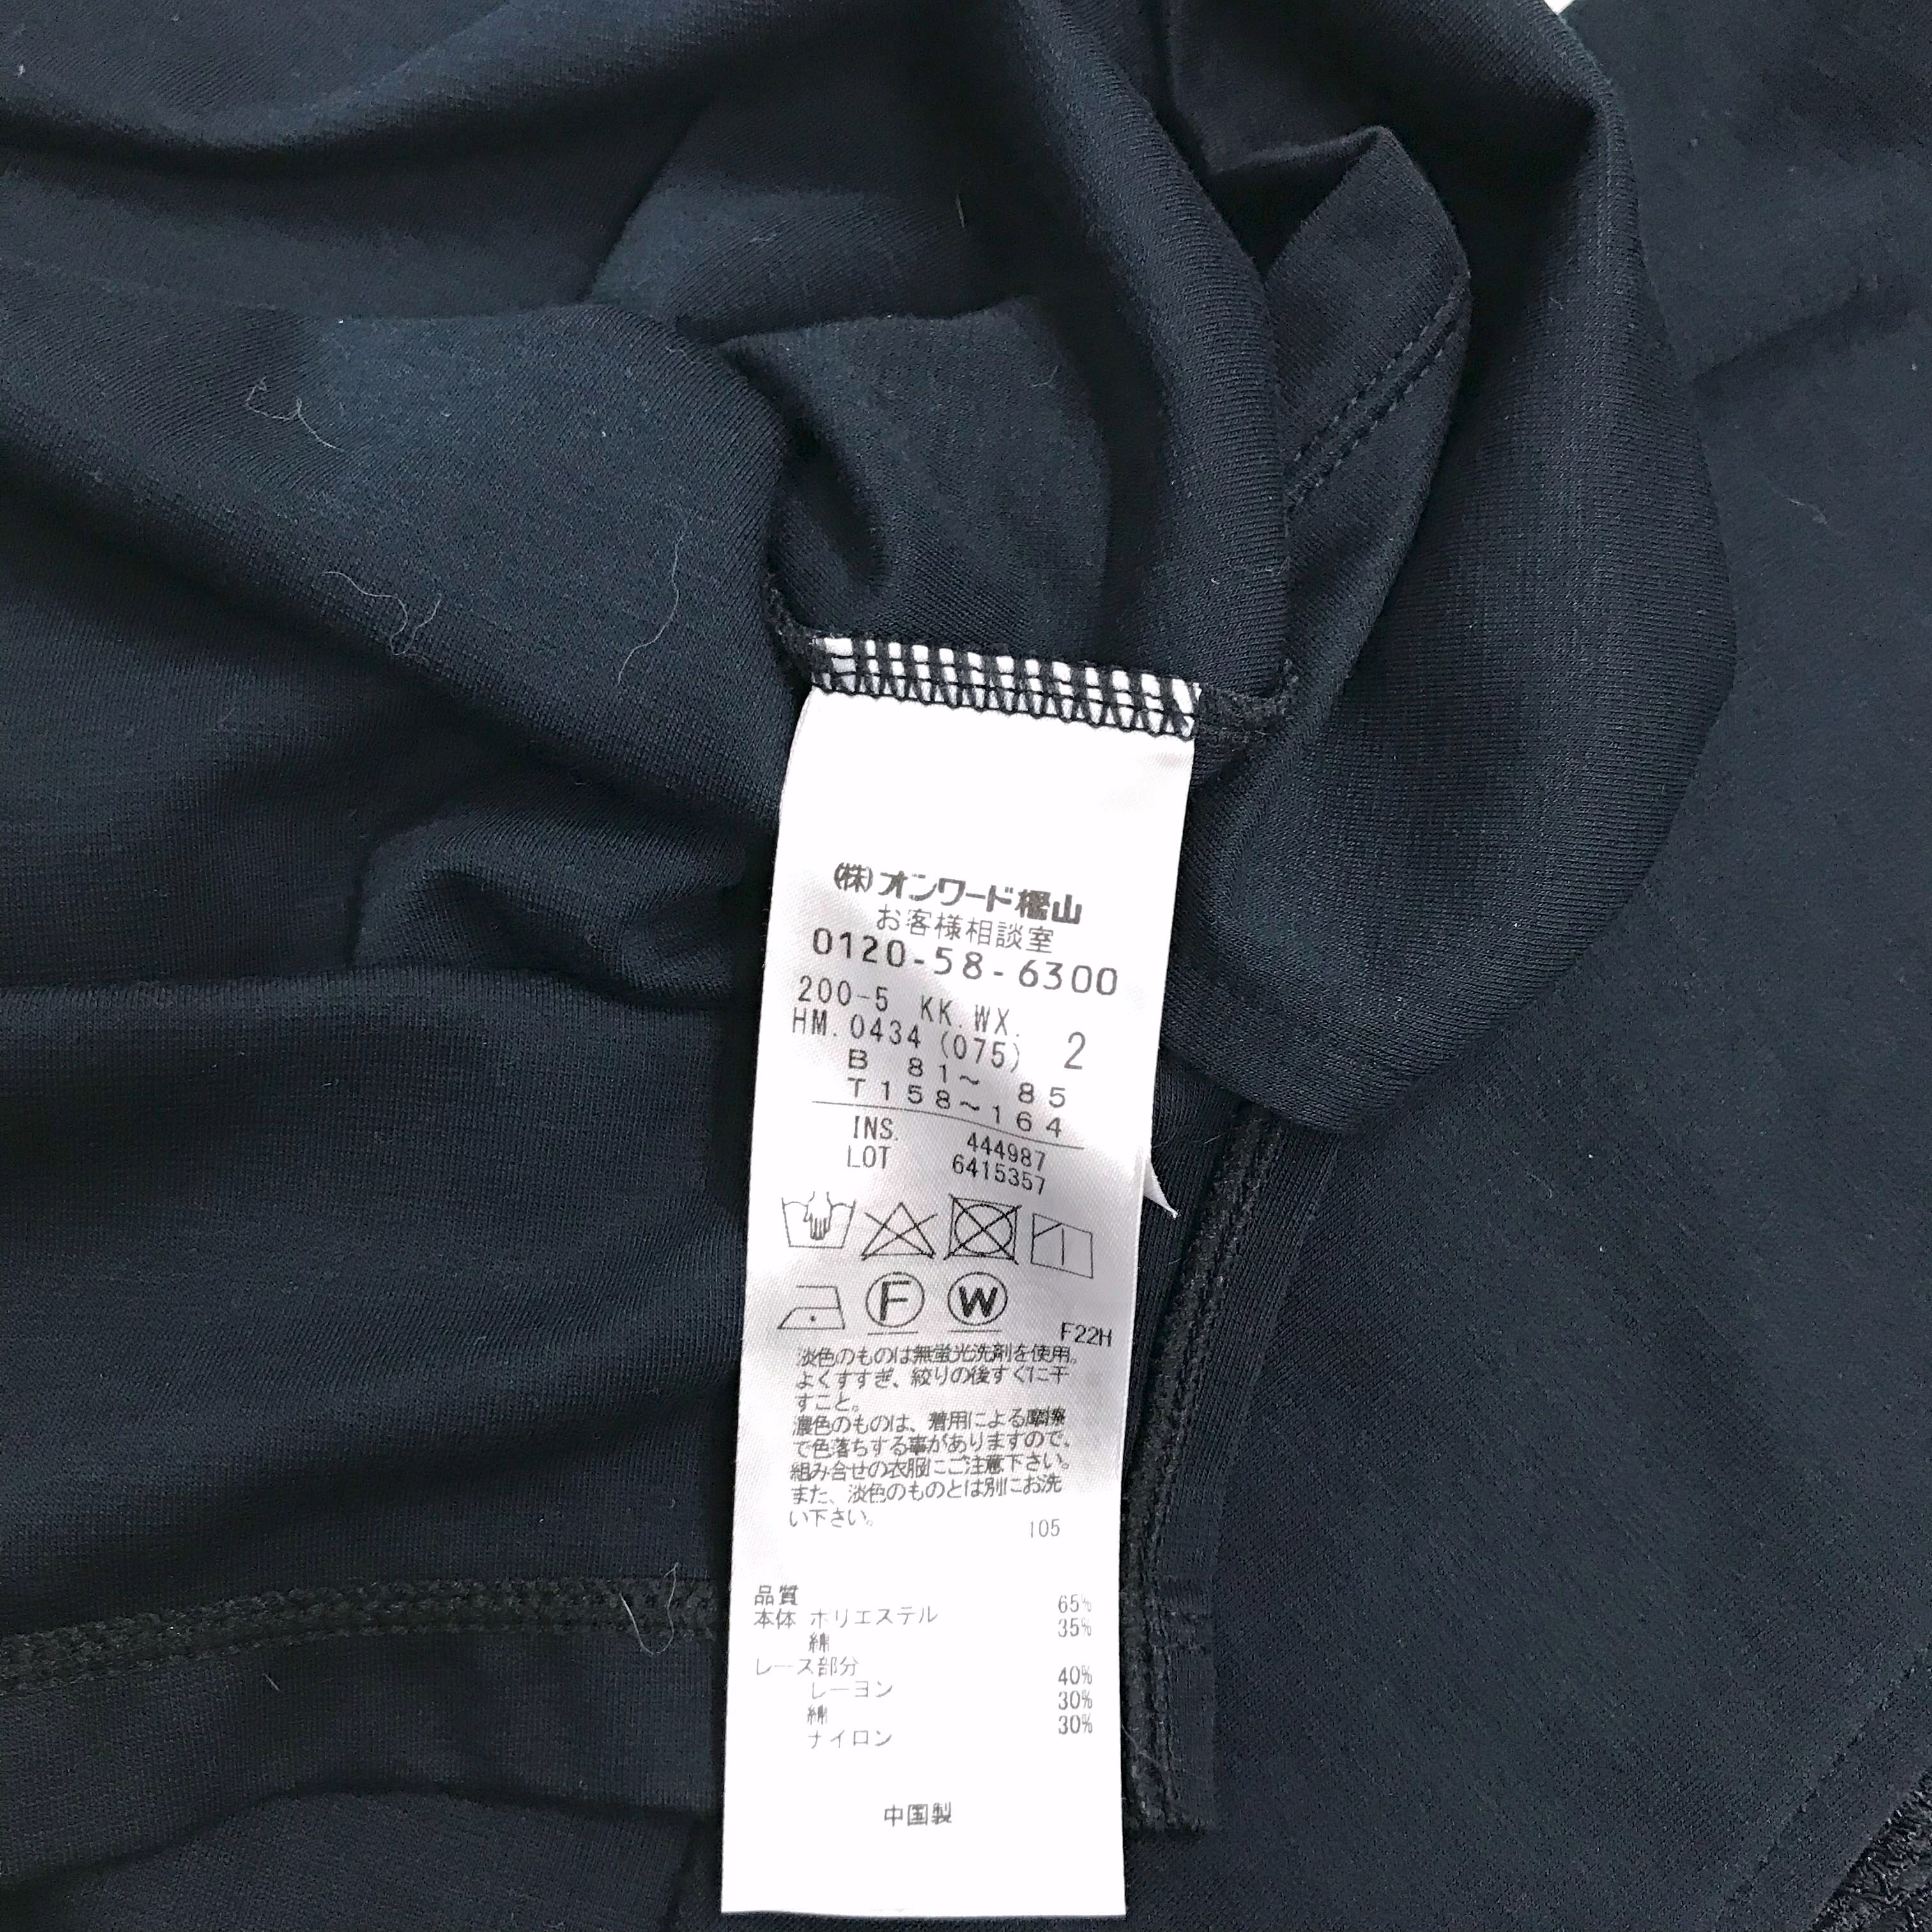 (株)オンワード樫山
お客様相談室
0120-58-6300
200-5 KK.WX.
HM.0434 (075) 2
B 81~ 85
T158~164
INS. 444987
LOT 6415357
F W
F22H
淡色のものは無蛍光洗剤を使用。
よくすすぎ、絞りの後すぐに干
すこと。
濃色のものは、着用による摩擦
で色落ちする事がありますので、
組み合せの衣服にご注意下さい。
また、淡色のものとは別にお洗
い下さい。 105
品質
本体 ポリエステル 65%
綿 35%
レース部分
レーヨン 40%
綿 30%
ナイロン 30%
中国製